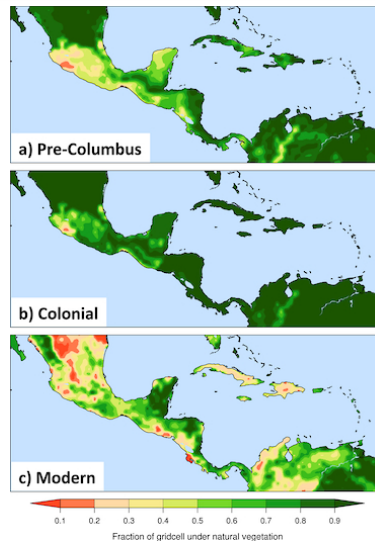 a) Pre-Columbus
b) Colonial
c) Modern
0.1 0.2 0.3 0.4 0.5 0.6 0.7 0.8 0.9
Fraction of gridcell under natural vegetation